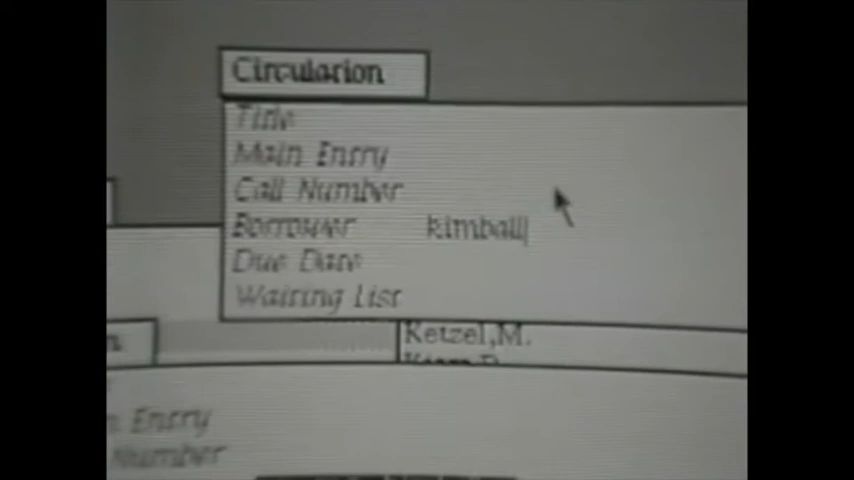 Circulation
Title
Main Entry
Call Number
Borrower kimball
Due Date
Waiting List
n
Ketzel,M.
n Entry
Number